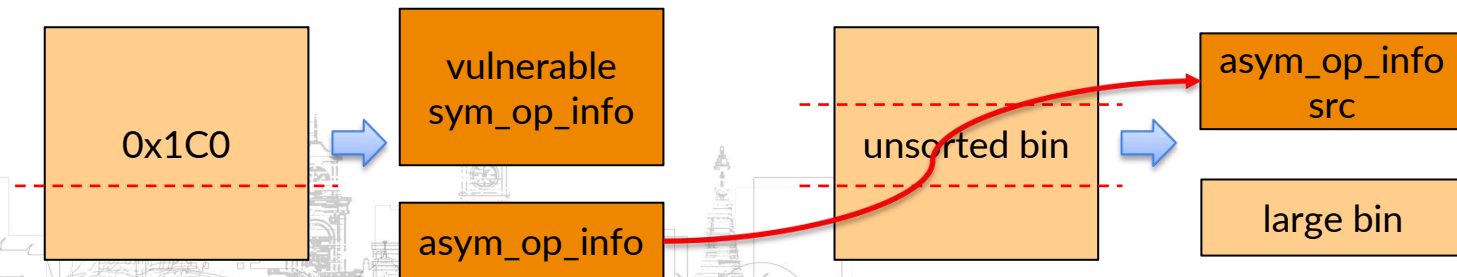 0x1C0
vulnerable
sym_op_info
asym_op_info
unsorted bin
asym_op_info
src
large bin